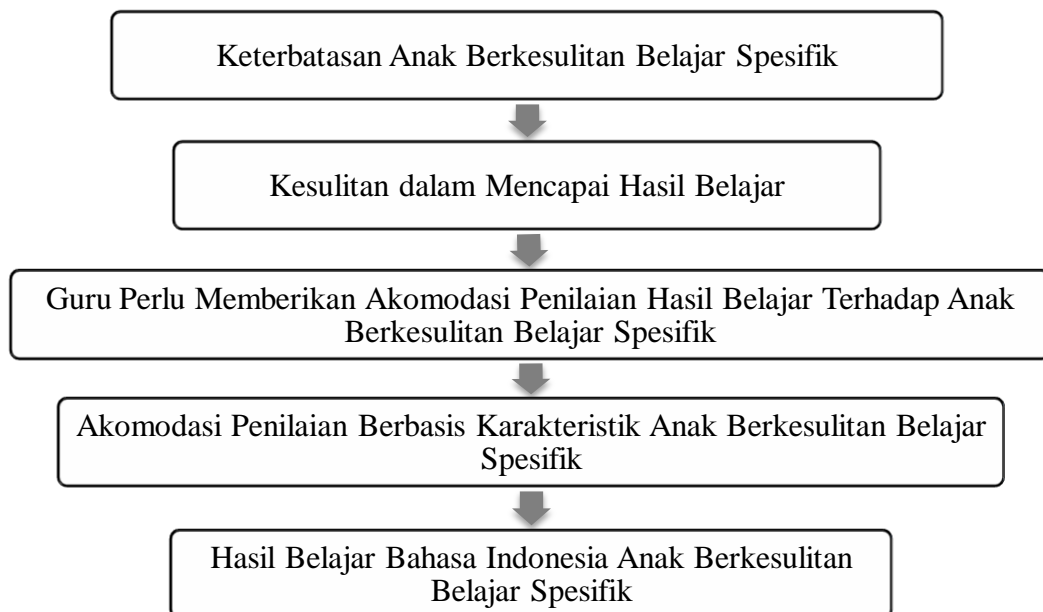 Keterbatasan Anak Berkesulitan Belajar Spesifik
Kesulitan dalam Mencapai Hasil Belajar
Guru Perlu Memberikan Akomodasi Penilaian Hasil Belajar Terhadap Anak
Berkesulitan Belajar Spesifik
Akomodasi Penilaian Berbasis Karakteristik Anak Berkesulitan Belajar
Spesifik
Hasil Belajar Bahasa Indonesia Anak Berkesulitan
Belajar Spesifik